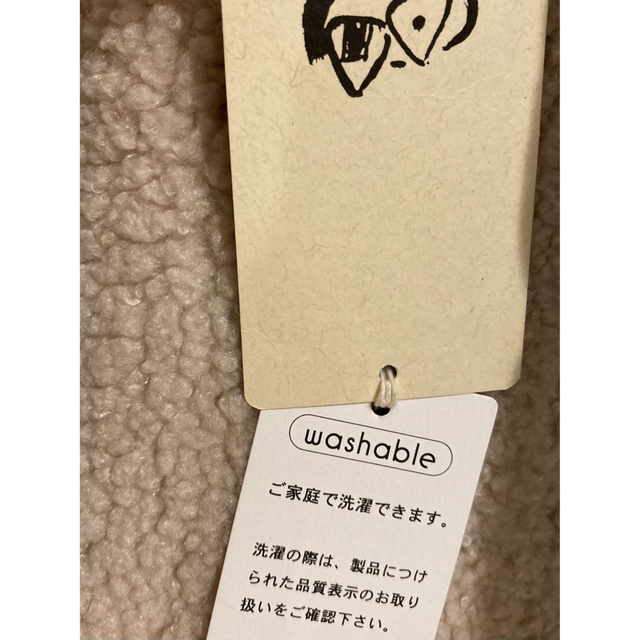 washable
ご家庭で洗濯できます。
洗濯の際は、製品につけ
られた品質表示のお取り
扱いをご確認下さい。